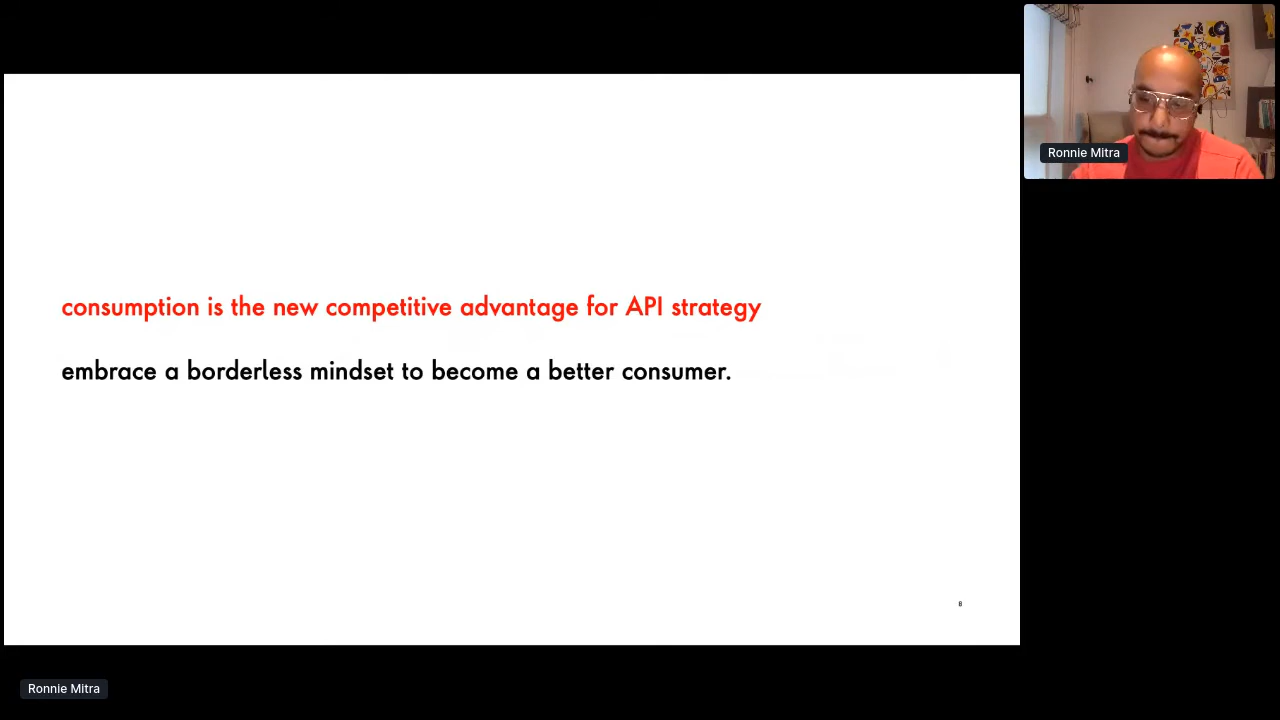 Ronnie Mitra
consumption is the new competitive advantage for API strategy
embrace a borderless mindset to become a better consumer.
8
Ronnie Mitra